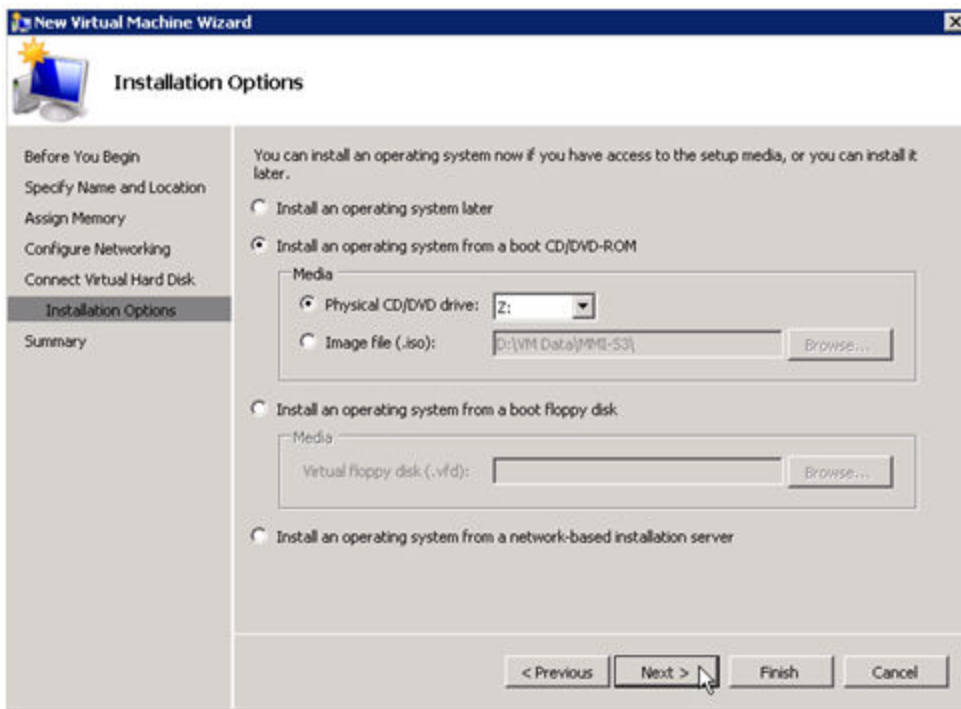 New Virtual Machine Wizard
Installation Options
Before You Begin
Specify Name and Location
Assign Memory
Configure Networking
Connect Virtual Hard Disk
Installation Options
Summary
You can install an operating system now if you have access to the setup media, or you can install it
later.
Install an operating system later
Install an operating system from a boot CD/DVD-ROM
Media
Physical CD/DVD drive: Z:
Image file (.iso): D:\VM Data\MMI-S3\ Browse...
Install an operating system from a boot floppy disk
Media
Virtual floppy disk (.vfd): Browse...
Install an operating system from a network-based installation server
< Previous Next > Finish Cancel